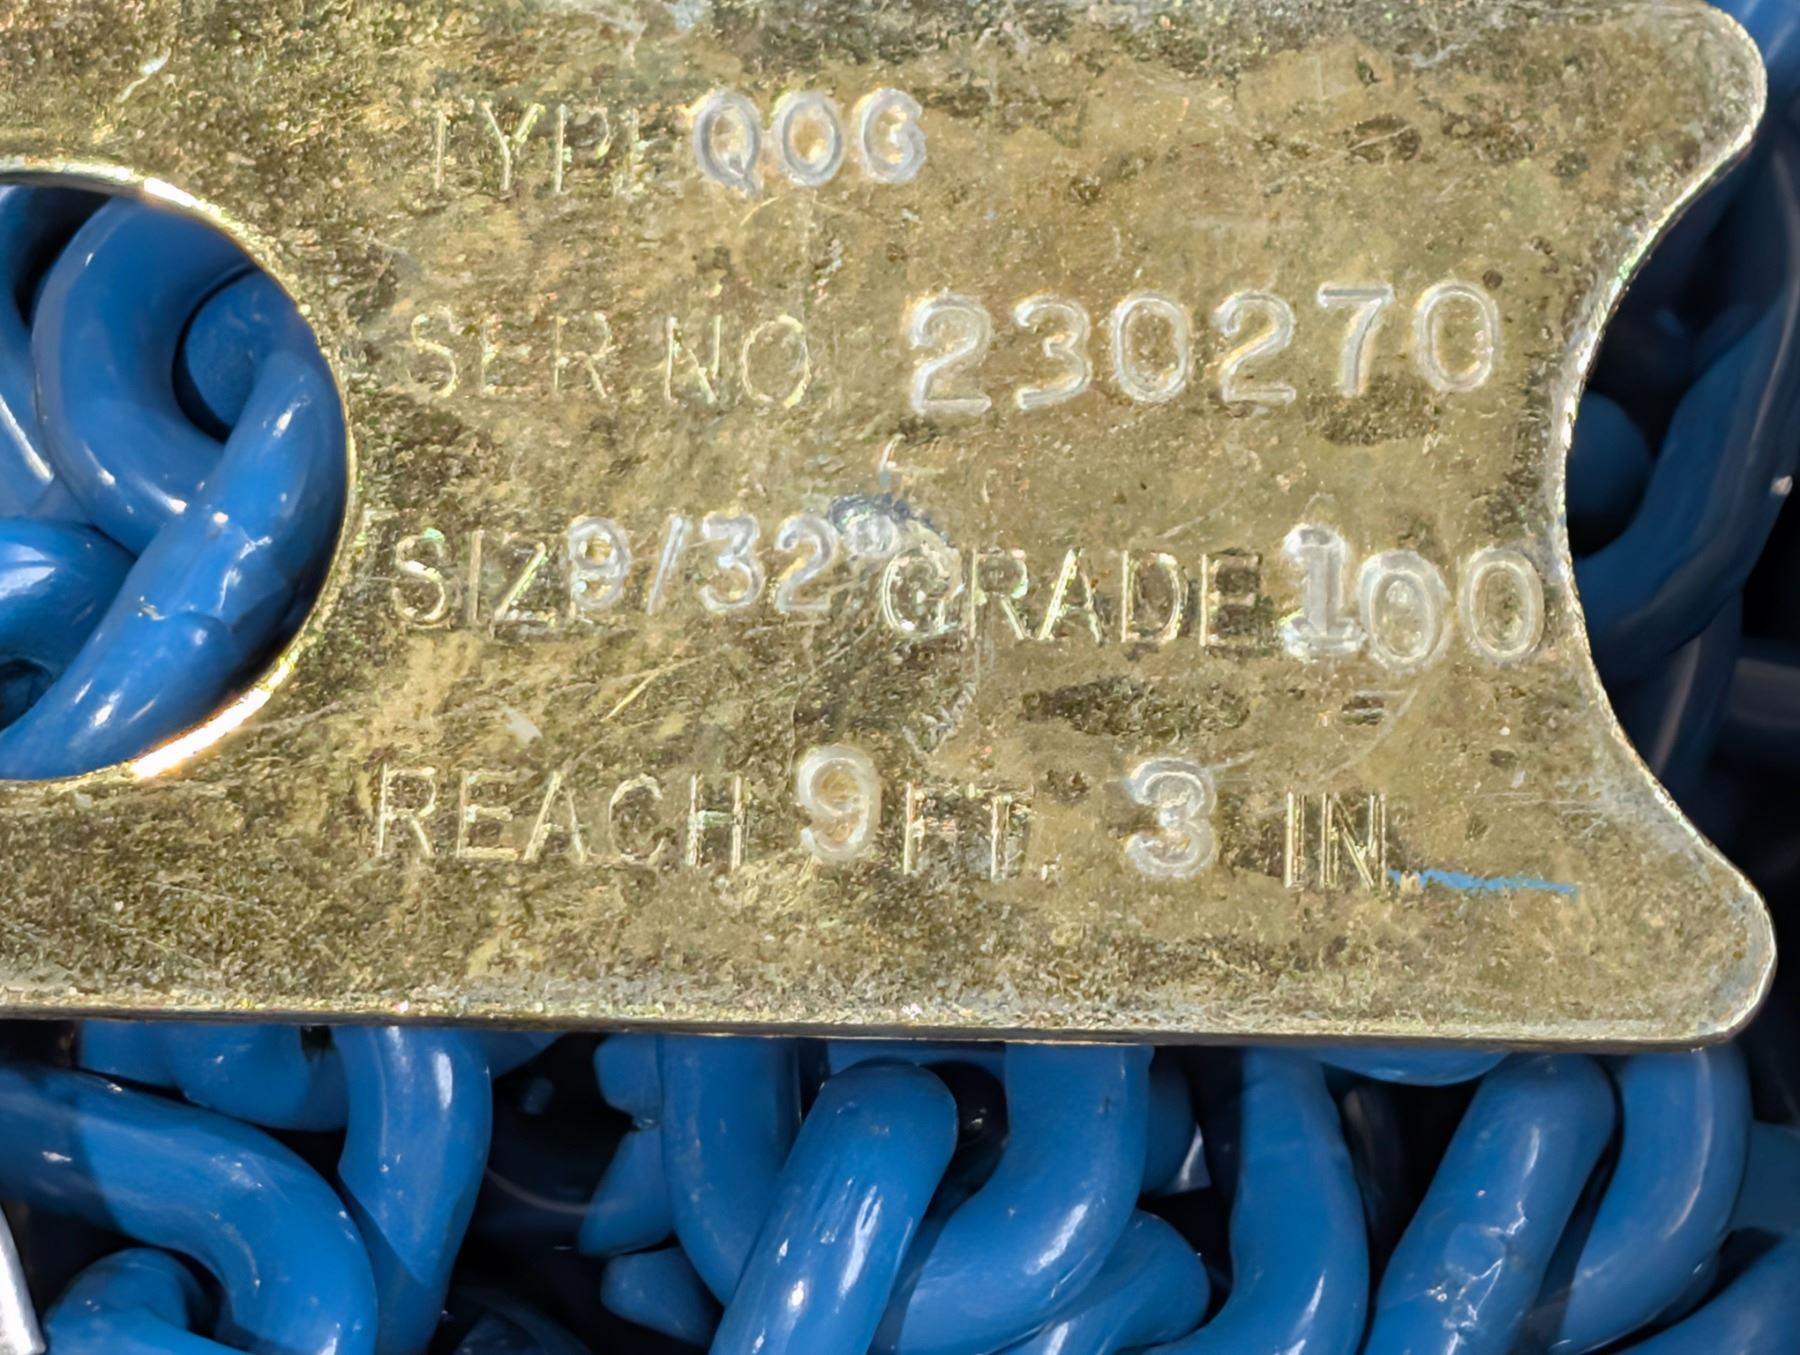 TYPE QOG
SER NO 230270
SIZE 9/32" GRADE 100
REACH 9 FT. 3 IN